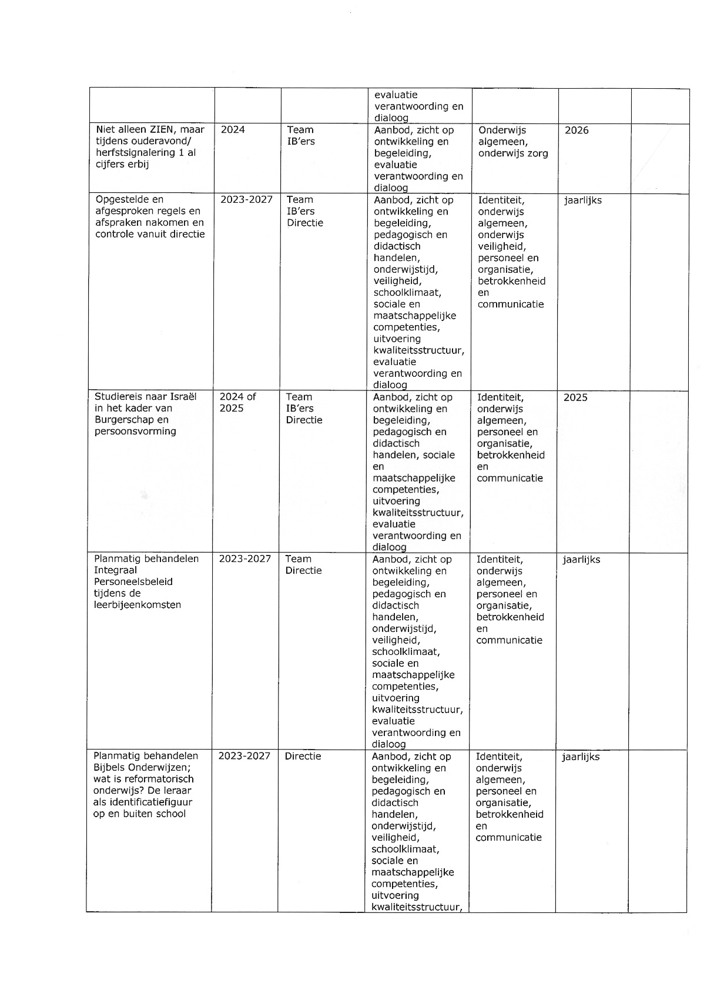 evaluatie
verantwoording en
dialoog
Niet alleen ZIEN, maar
tijdens ouderavond/
herfstsignalering 1 al
cijfers erbij
2024
Team
IB'ers
Aanbod, zicht op
ontwikkeling en
begeleiding,
evaluatie
verantwoording en
dialoog
Onderwijs
algemeen,
onderwijs zorg
2026
Opgestelde en
afgesproken regels en
afspraken nakomen en
controle vanuit directie
2023-2027
Team
IB'ers
Directie
Aanbod, zicht op
ontwikkeling en
begeleiding,
pedagogisch en
didactisch
handelen,
onderwijstijd,
veiligheid,
schoolklimaat,
sociale en
maatschappelijke
competenties,
uitvoering
kwaliteitsstructuur,
evaluatie
verantwoording en
dialoog
Identiteit,
onderwijs
algemeen,
onderwijs
veiligheid,
personeel en
organisatie,
betrokkenheid
en
communicatie
jaarlijks
Studiereis naar Israël
in het kader van
Burgerschap en
persoonsvorming
2024 of
2025
Team
IB'ers
Directie
Aanbod, zicht op
ontwikkeling en
begeleiding,
pedagogisch en
didactisch
handelen, sociale
en
maatschappelijke
competenties,
uitvoering
kwaliteitsstructuur,
evaluatie
verantwoording en
dialoog
Identiteit,
onderwijs
algemeen,
personeel en
organisatie,
betrokkenheid
en
communicatie
2025
Planmatig behandelen
Integraal
Personeelsbeleid
tijdens de
leerbijeenkomsten
2023-2027
Team
Directie
Aanbod, zicht op
ontwikkeling en
begeleiding,
pedagogisch en
didactisch
handelen,
onderwijstijd,
veiligheid,
schoolklimaat,
sociale en
maatschappelijke
competenties,
uitvoering
kwaliteitsstructuur,
evaluatie
verantwoording en
dialoog
Identiteit,
onderwijs
algemeen,
personeel en
organisatie,
betrokkenheid
en
communicatie
jaarlijks
Planmatig behandelen
Bijbels Onderwijzen;
wat is reformatorisch
onderwijs? De leraar
als identificatiefiguur
op en buiten school
2023-2027
Directie
Aanbod, zicht op
ontwikkeling en
begeleiding,
pedagogisch en
didactisch
handelen,
onderwijstijd,
veiligheid,
schoolklimaat,
sociale en
maatschappelijke
competenties,
uitvoering
kwaliteitsstructuur,
Identiteit,
onderwijs
algemeen,
personeel en
organisatie,
betrokkenheid
en
communicatie
jaarlijks